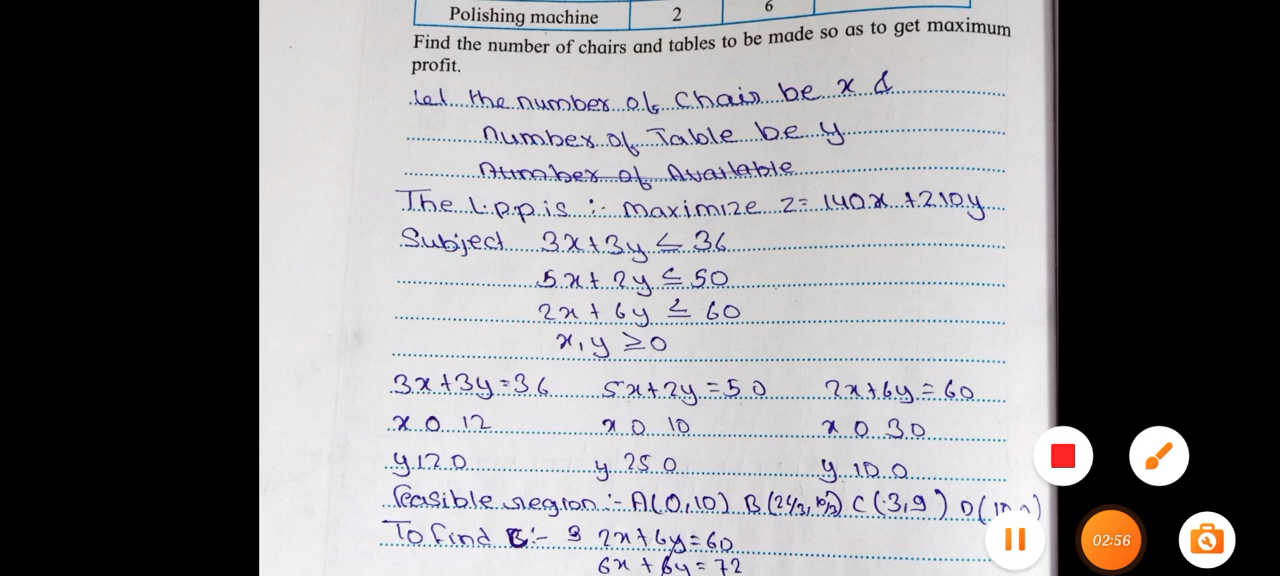 Polishing machine 2 6
Find the number of chairs and tables to be made so as to get maximum
profit.
Let the number of Chair be x &
Number of Table be y
Number of Available
The L.p.p is :- Maximize Z= 140x +210y
Subject 3x+3y ≤ 36
5x+2y ≤ 50
2x + 6y ≤ 60
x, y ≥ 0
3x+3y=36 5x+2y=50 2x+6y=60
x 0 12 x 0 10 x 0 30
y 12 0 y 25 0 y 10 0
feasible region :- A(0,10) B(26/3, 10/3) C(3,9) D(10,0)
To find :- 2x+6y=60
6x + 6y = 72
02:56